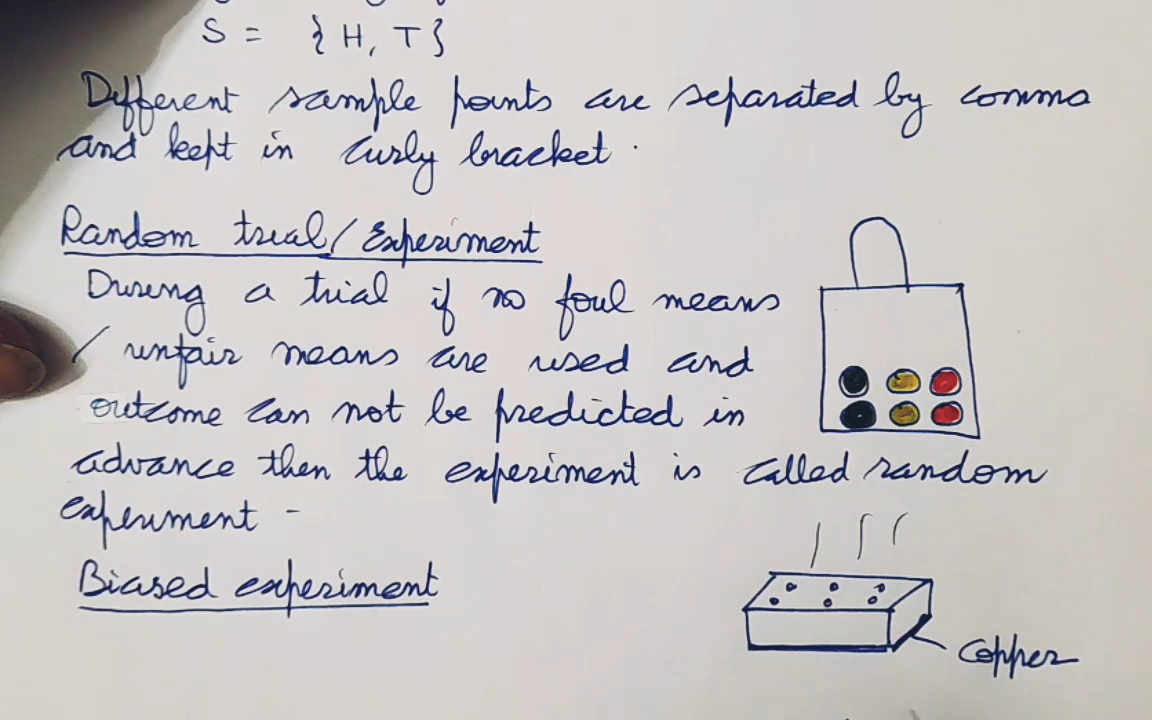 S = { H, T }
Different sample points are separated by comma
and kept in curly bracket.
Random trial/Experiment
During a trial if no foul means
/ unfair means are used and
outcome can not be predicted in
advance then the experiment is called random
experiment -
Biased experiment
Copper